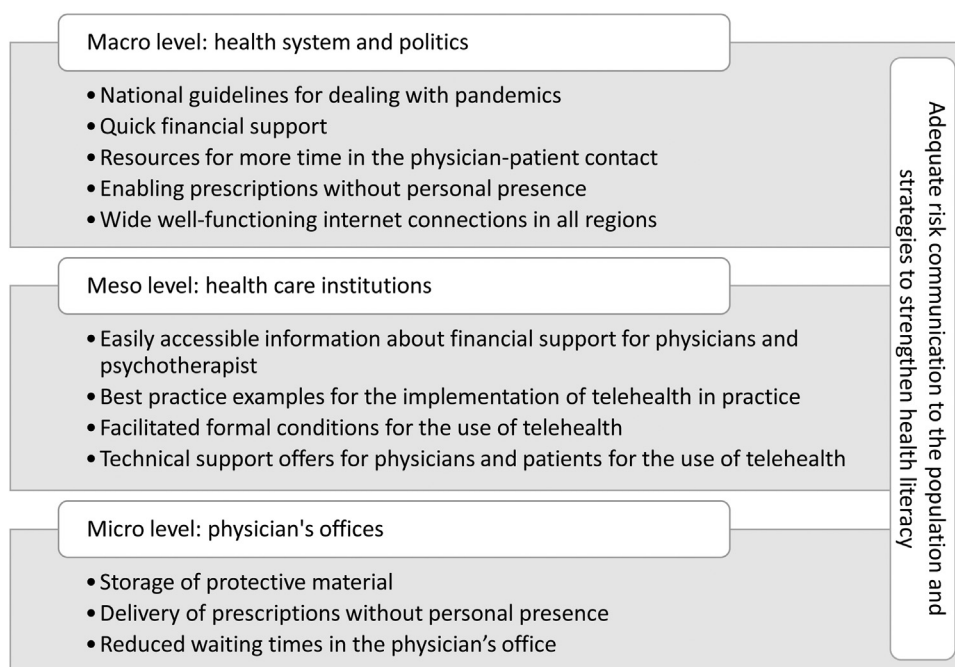 Macro level: health system and politics
• National guidelines for dealing with pandemics
• Quick financial support
• Resources for more time in the physician-patient contact
• Enabling prescriptions without personal presence
• Wide well-functioning internet connections in all regions
Meso level: health care institutions
• Easily accessible information about financial support for physicians and
psychotherapist
• Best practice examples for the implementation of telehealth in practice
• Facilitated formal conditions for the use of telehealth
• Technical support offers for physicians and patients for the use of telehealth
Micro level: physician's offices
• Storage of protective material
• Delivery of prescriptions without personal presence
• Reduced waiting times in the physician’s office
Adequate risk communication to the population and
strategies to strengthen health literacy